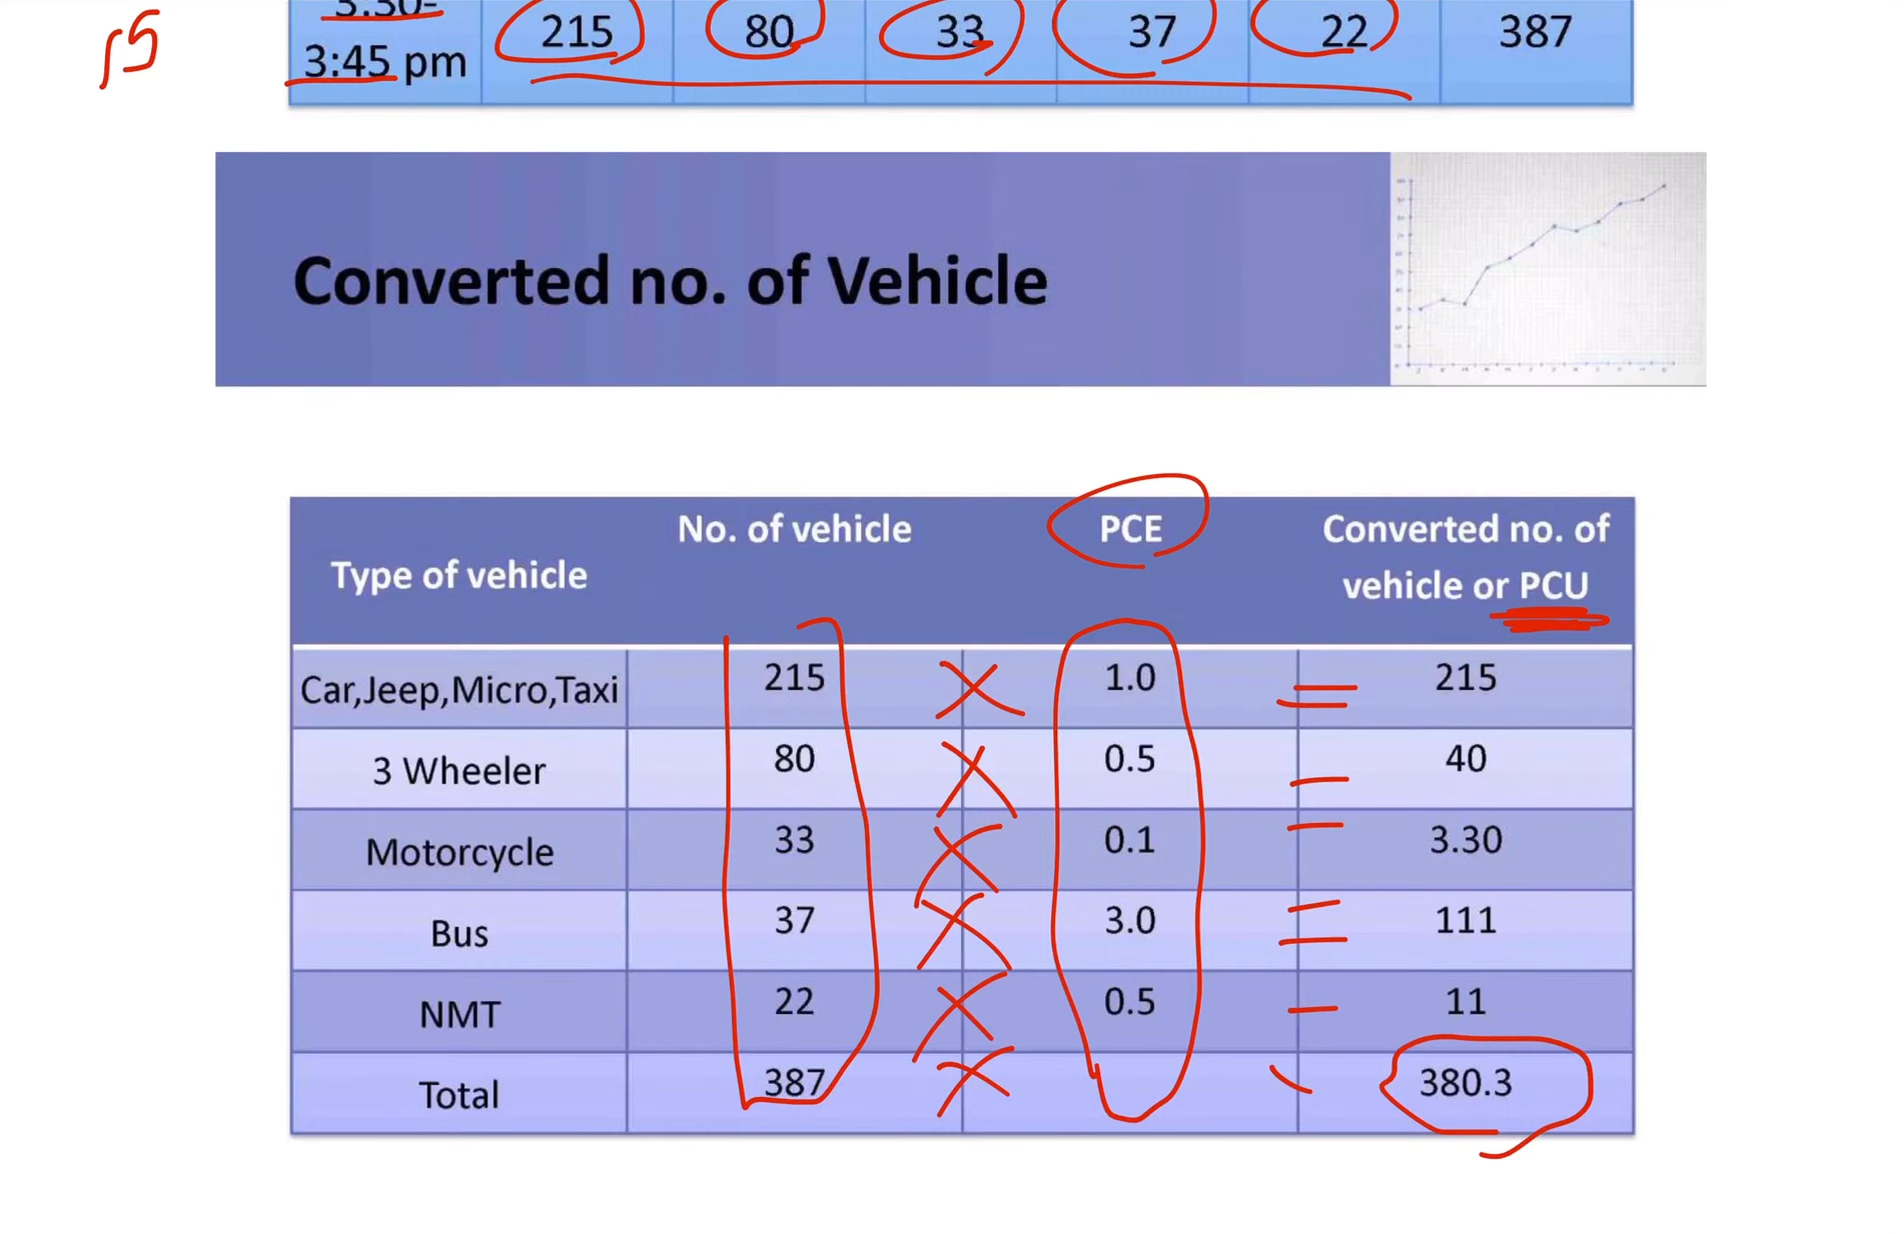 15
3:30-
3:45 pm 215 80 33 37 22 387
Converted no. of Vehicle
Type of vehicle No. of vehicle PCE Converted no. of vehicle or PCU
Car,Jeep,Micro,Taxi 215 X 1.0 = 215
3 Wheeler 80 X 0.5 – 40
Motorcycle 33 X 0.1 – 3.30
Bus 37 X 3.0 = 111
NMT 22 X 0.5 – 11
Total 387 X 380.3